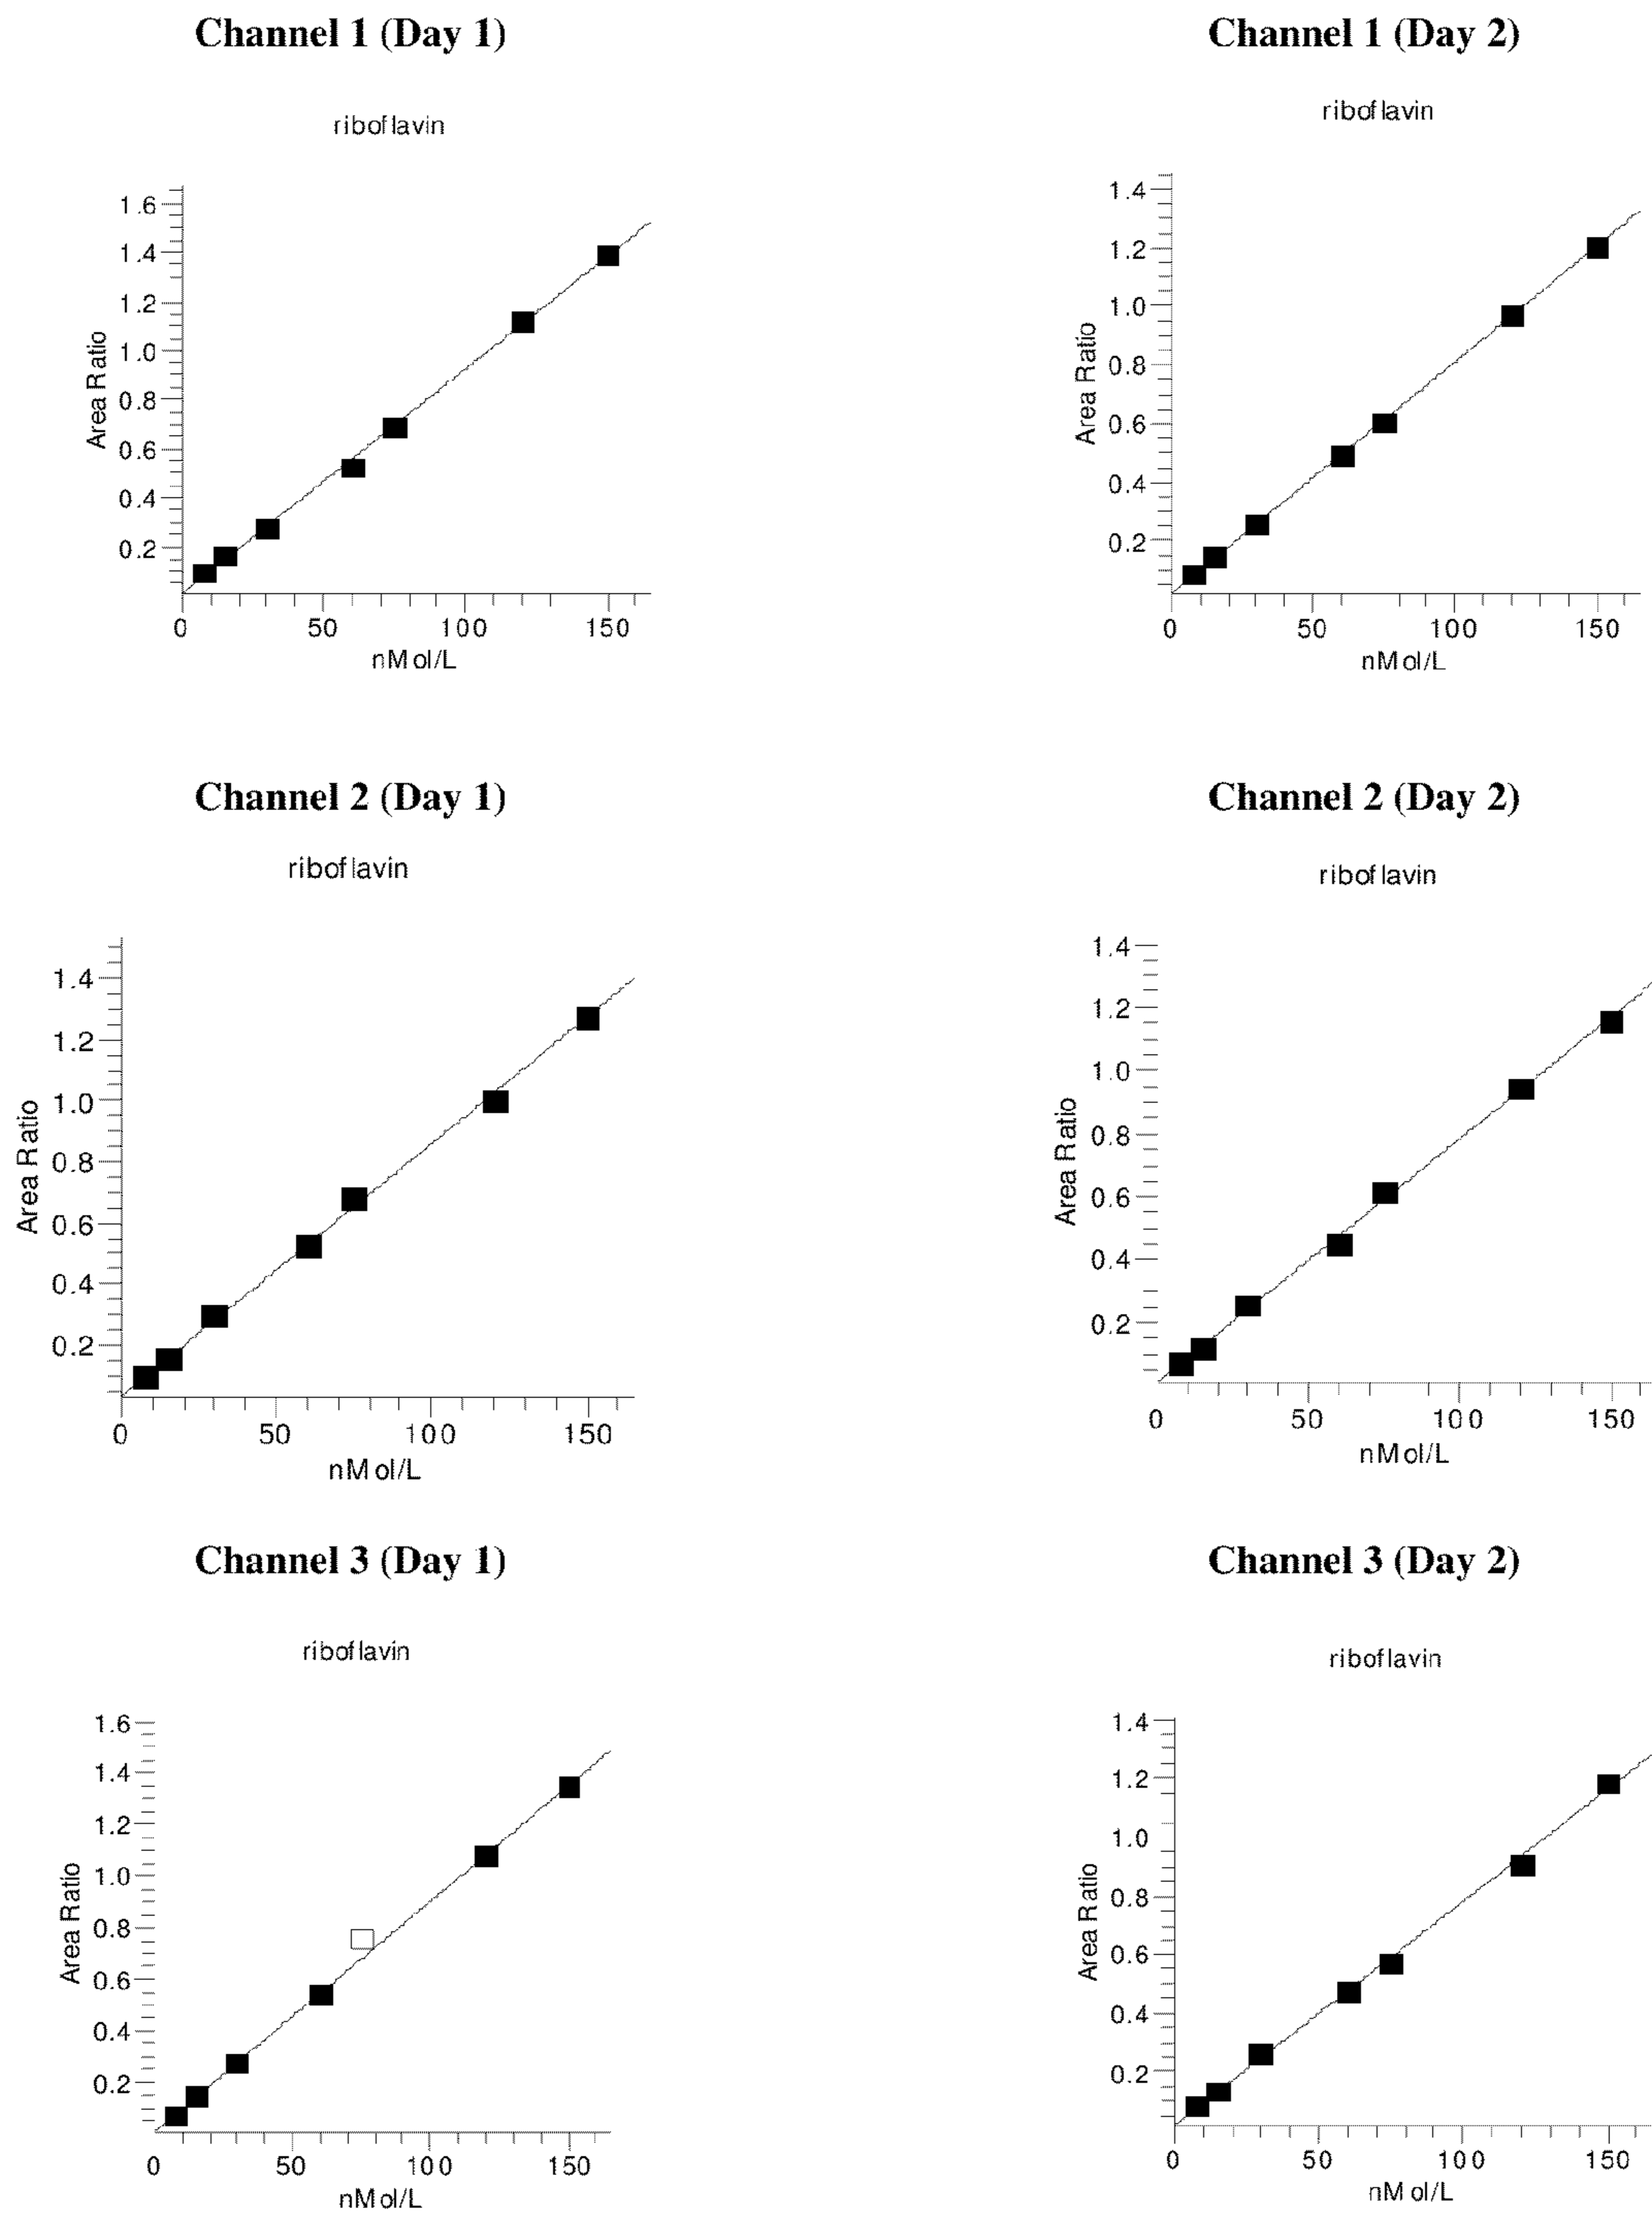 Channel 1 (Day 1)
riboflavin
1.6
1.4
1.2
1.0
0.8
0.6
0.4
0.2
Area Ratio
0 50 100 150
nMol/L
Channel 1 (Day 2)
riboflavin
1.4
1.2
1.0
0.8
0.6
0.4
0.2
Area Ratio
0 50 100 150
nMol/L
Channel 2 (Day 1)
riboflavin
1.4
1.2
1.0
0.8
0.6
0.4
0.2
Area Ratio
0 50 100 150
nMol/L
Channel 2 (Day 2)
riboflavin
1.4
1.2
1.0
0.8
0.6
0.4
0.2
Area Ratio
0 50 100 150
nMol/L
Channel 3 (Day 1)
riboflavin
1.6
1.4
1.2
1.0
0.8
0.6
0.4
0.2
Area Ratio
0 50 100 150
nMol/L
Channel 3 (Day 2)
riboflavin
1.4
1.2
1.0
0.8
0.6
0.4
0.2
Area Ratio
0 50 100 150
nMol/L